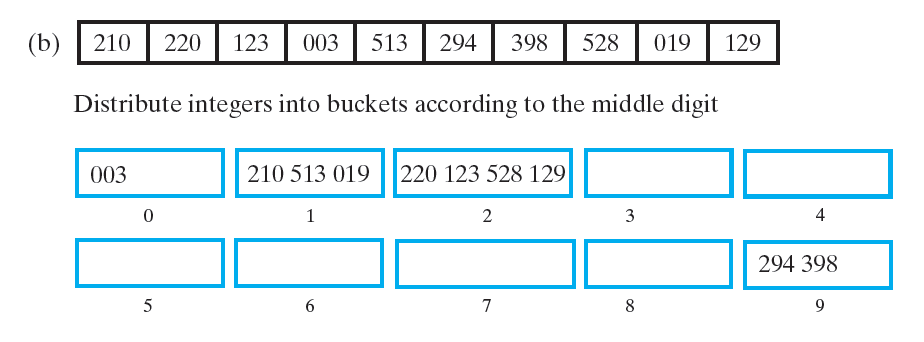 (b) 210 220 123 003 513 294 398 528 019 129
Distribute integers into buckets according to the middle digit
003 210 513 019 220 123 528 129
0 1 2 3 4
294 398
5 6 7 8 9